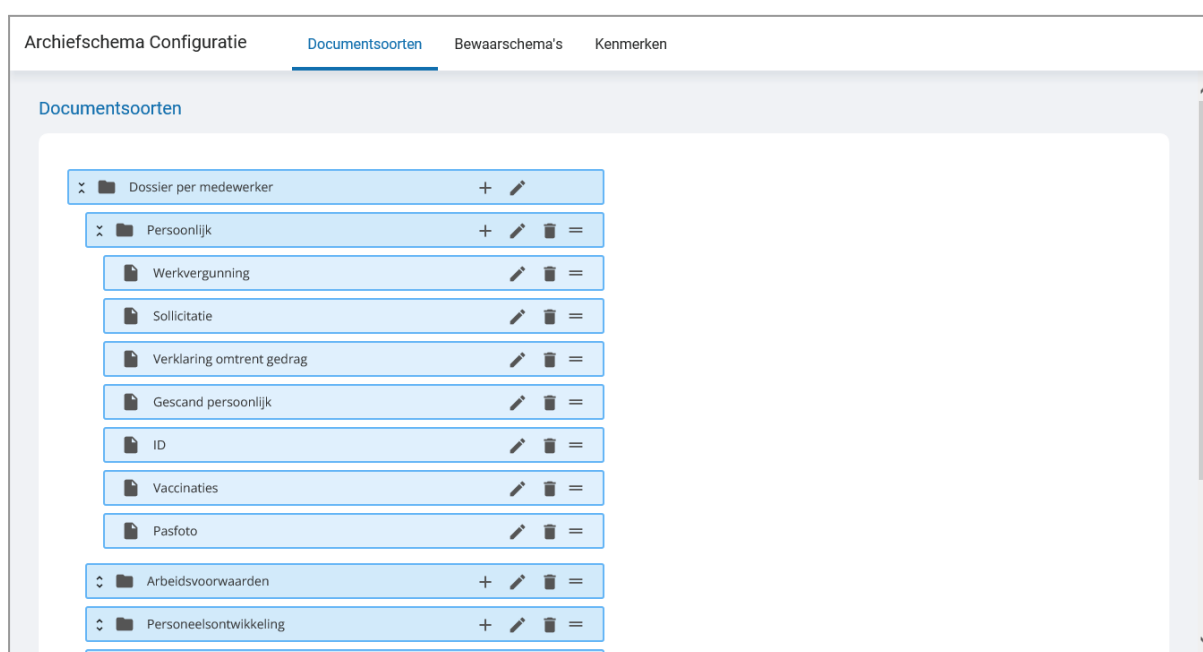 Archiefschema Configuratie Documentsoorten Bewaarschema's Kenmerken
Documentsoorten
Dossier per medewerker
Persoonlijk
Werkvergunning
Sollicitatie
Verklaring omtrent gedrag
Gescand persoonlijk
ID
Vaccinaties
Pasfoto
Arbeidsvoorwaarden
Personeelsontwikkeling